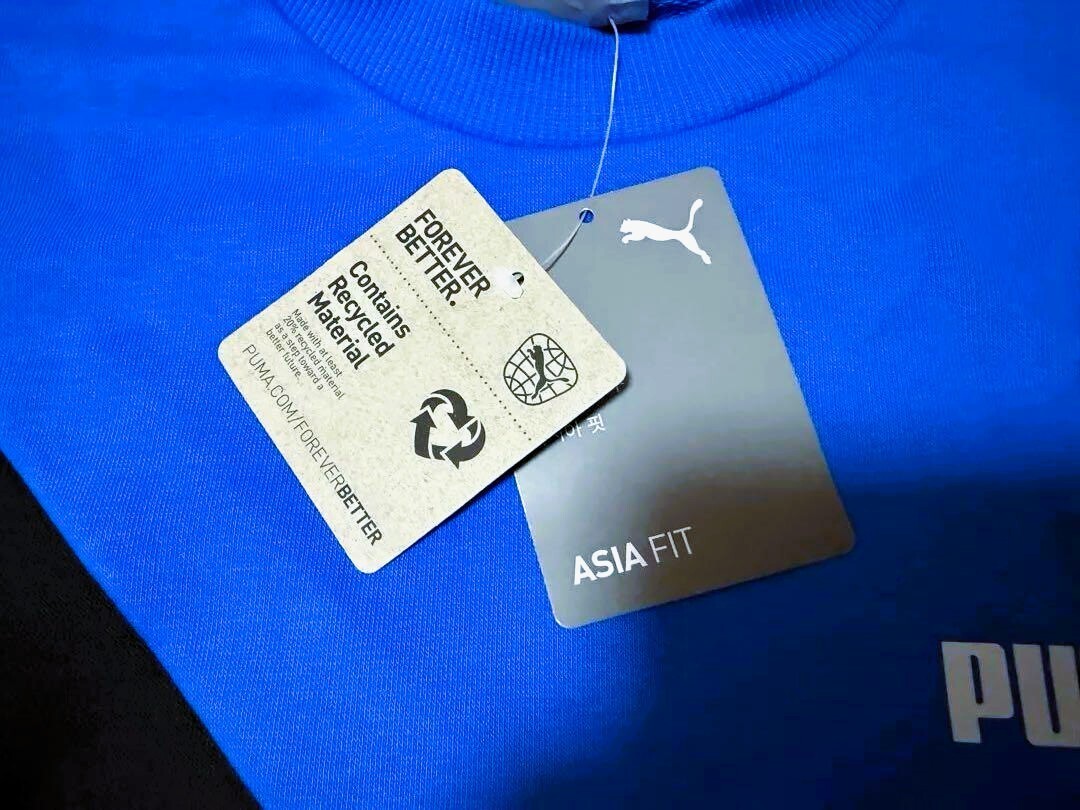 FOREVER
BETTER.
Contains
Recycled
Material
Made with at least
20% recycled material
as a step toward a
better future.
PUMA.COM/FOREVERBETTER
핏
ASIA FIT
PU